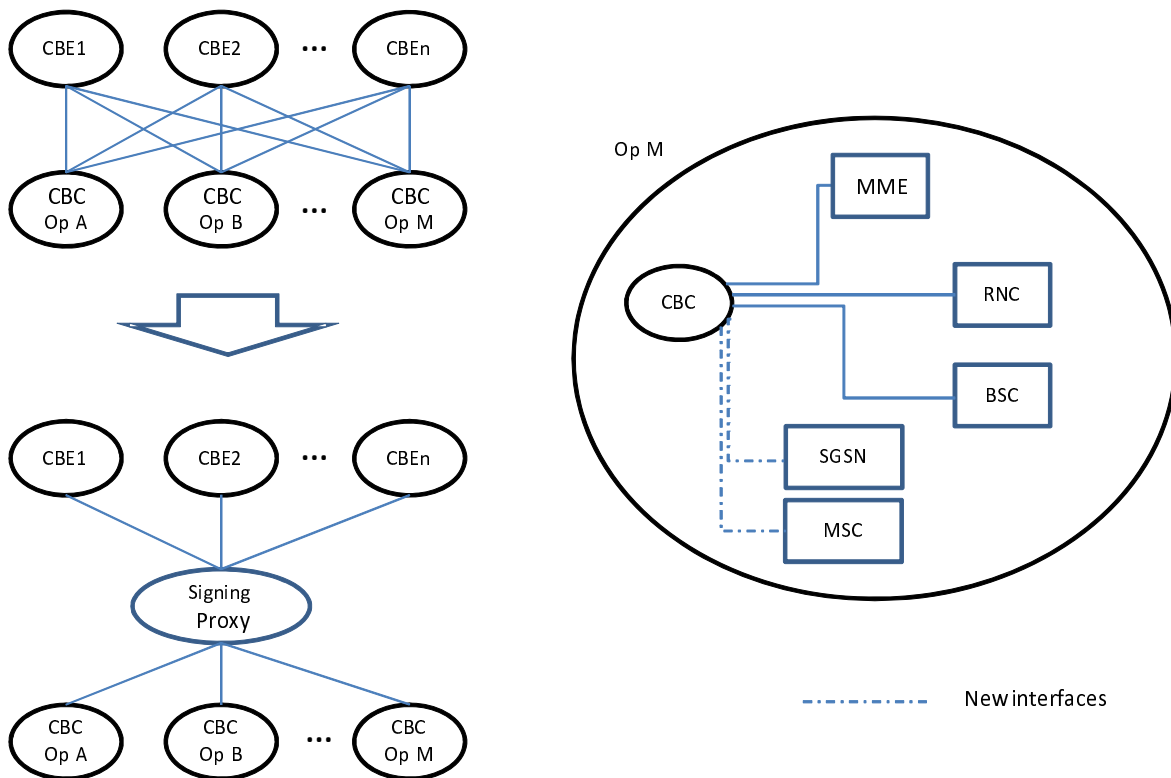 CBE1
CBE2
...
CBEn
CBC
Op A
CBC
Op B
...
CBC
Op M
CBE1
CBE2
...
CBEn
Signing
Proxy
CBC
Op A
CBC
Op B
...
CBC
Op M
Op M
MME
CBC
RNC
BSC
SGSN
MSC
New interfaces